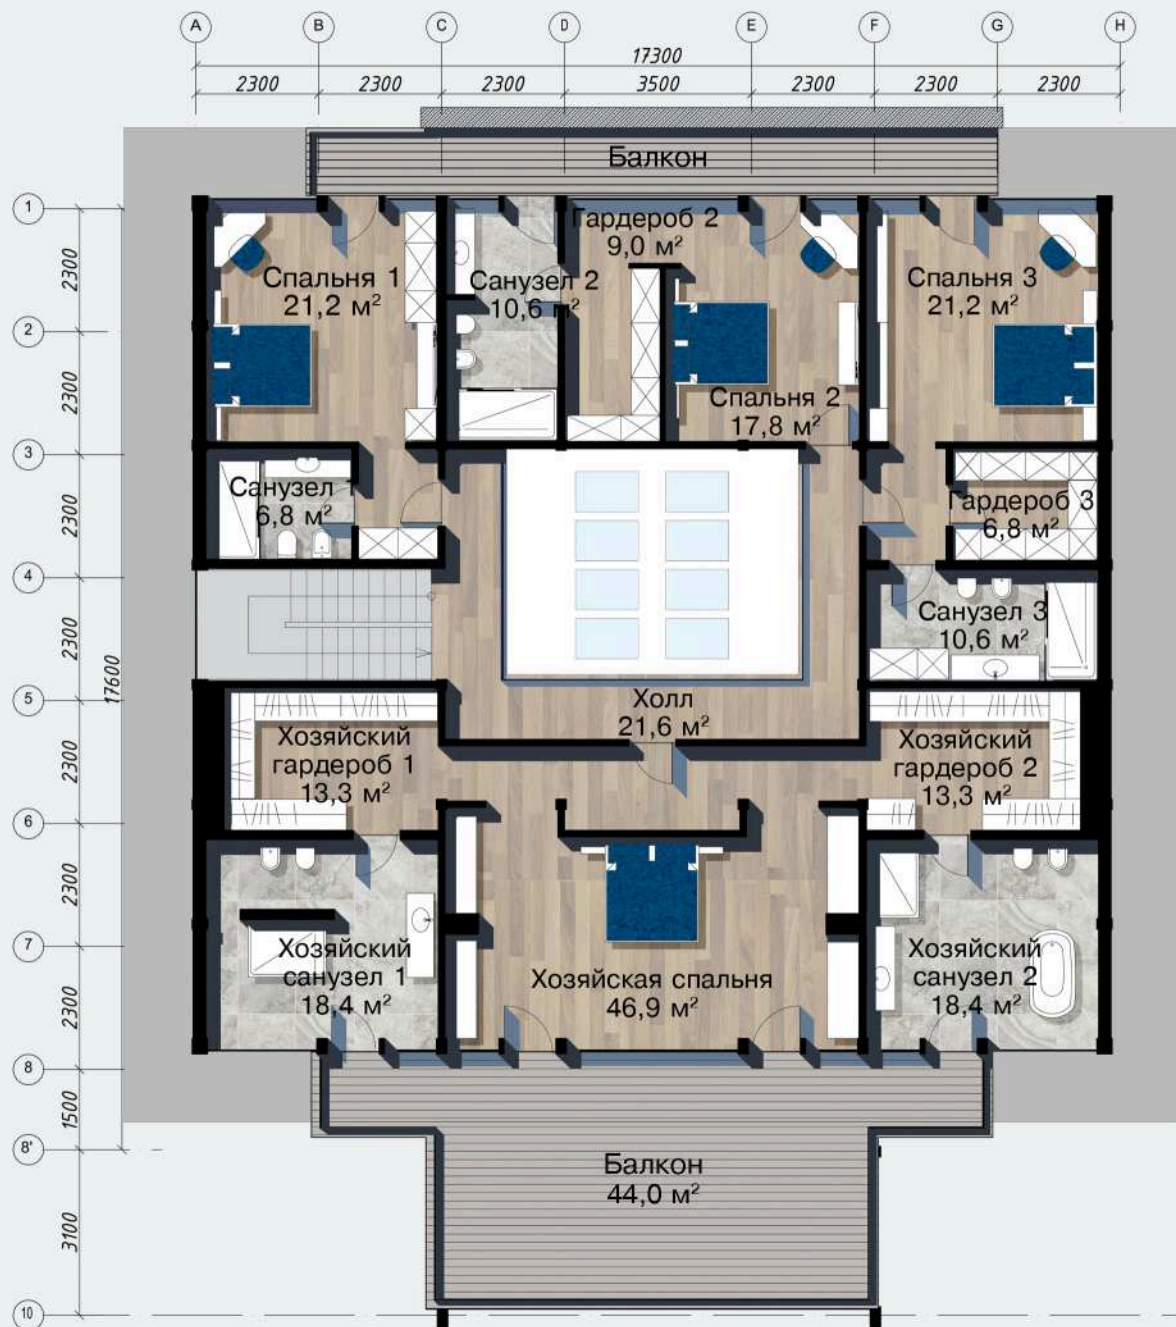 A B C D E F G H
17300
2300 2300 2300 3500 2300 2300 2300
Балкон
1
2300
Гардероб 2
9,0 м²
Спальня 1
21,2 м²
Санузел 2
10,6 м²
Спальня 3
21,2 м²
2
2300
Спальня 2
17,8 м²
3
2300
Санузел 1
6,8 м²
Гардероб 3
6,8 м²
4
2300
Санузел 3
10,6 м²
17600
5
2300
Холл
21,6 м²
Хозяйский
гардероб 1
13,3 м²
Хозяйский
гардероб 2
13,3 м²
6
2300
7
2300
Хозяйский
санузел 1
18,4 м²
Хозяйская спальня
46,9 м²
Хозяйский
санузел 2
18,4 м²
8
1500
8'
Балкон
44,0 м²
3100
10